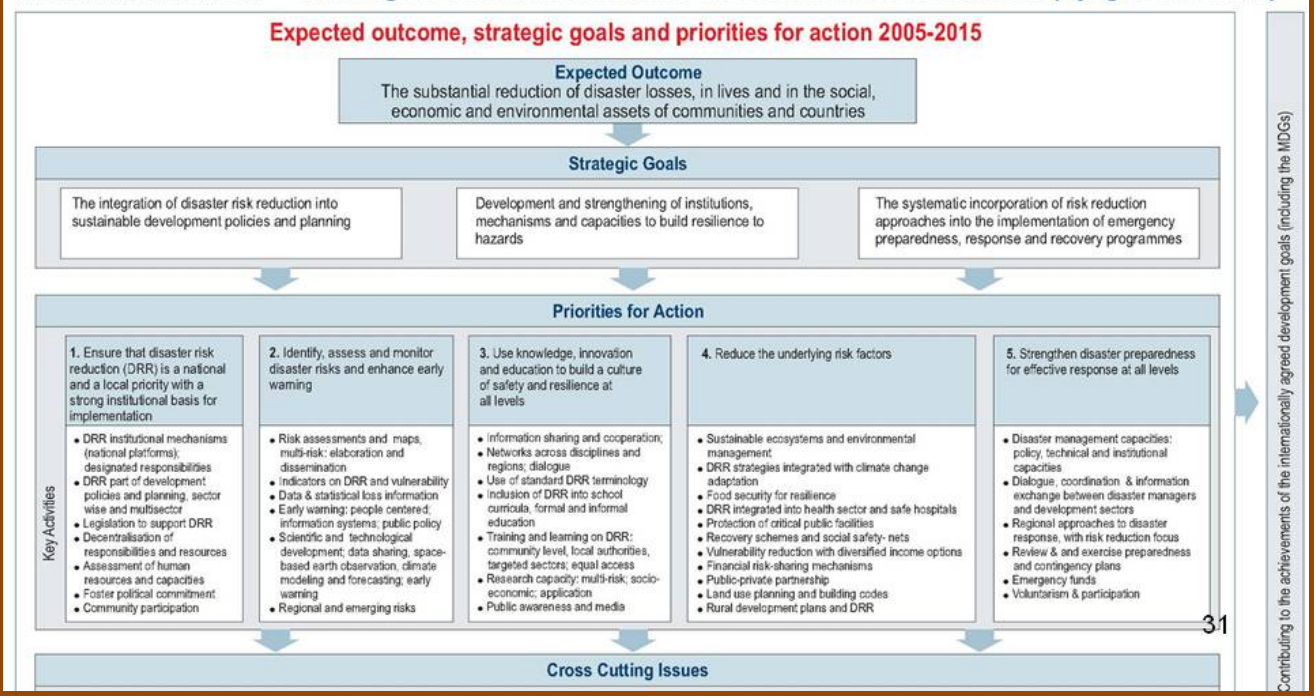 Expected outcome, strategic goals and priorities for action 2005-2015
Expected Outcome
The substantial reduction of disaster losses, in lives and in the social,
economic and environmental assets of communities and countries
Strategic Goals
The integration of disaster risk reduction into
sustainable development policies and planning
Development and strengthening of institutions,
mechanisms and capacities to build resilience to
hazards
The systematic incorporation of risk reduction
approaches into the implementation of emergency
preparedness, response and recovery programmes
Priorities for Action
1. Ensure that disaster risk
reduction (DRR) is a national
and a local priority with a
strong institutional basis for
implementation
2. Identify, assess and monitor
disaster risks and enhance early
warning
3. Use knowledge, innovation
and education to build a culture
of safety and resilience at
all levels
4. Reduce the underlying risk factors
5. Strengthen disaster preparedness
for effective response at all levels
Key Activities
• DRR institutional mechanisms
(national platforms);
designated responsibilities
• DRR part of development
policies and planning, sector
wise and multisector
• Legislation to support DRR
• Decentralisation of
responsibilities and resources
• Assessment of human
resources and capacities
• Foster political commitment
• Community participation
• Risk assessments and maps,
multi-risk: elaboration and
dissemination
• Indicators on DRR and vulnerability
• Data & statistical loss information
• Early warning: people centered;
information systems; public policy
• Scientific and technological
development; data sharing, space-
based earth observation, climate
modeling and forecasting; early
warning
• Regional and emerging risks
• Information sharing and cooperation;
• Networks across disciplines and
regions; dialogue
• Use of standard DRR terminology
• Inclusion of DRR into school
curricula, formal and informal
education
• Training and learning on DRR:
community level, local authorities,
targeted sectors; equal access
• Research capacity: multi-risk; socio-
economic; application
• Public awareness and media
• Sustainable ecosystems and environmental
management
• DRR strategies integrated with climate change
adaptation
• Food security for resilience
• DRR integrated into health sector and safe hospitals
• Protection of critical public facilities
• Recovery schemes and social safety- nets
• Vulnerability reduction with diversified income options
• Financial risk-sharing mechanisms
• Public-private partnership
• Land use planning and building codes
• Rural development plans and DRR
• Disaster management capacities:
policy, technical and institutional
capacities
• Dialogue, coordination & information
exchange between disaster managers
and development sectors
• Regional approaches to disaster
response, with risk reduction focus
• Review & and exercise preparedness
and contingency plans
• Emergency funds
• Voluntarism & participation
31
Cross Cutting Issues
Contributing to the achievements of the internationally agreed development goals (including the MDGs)